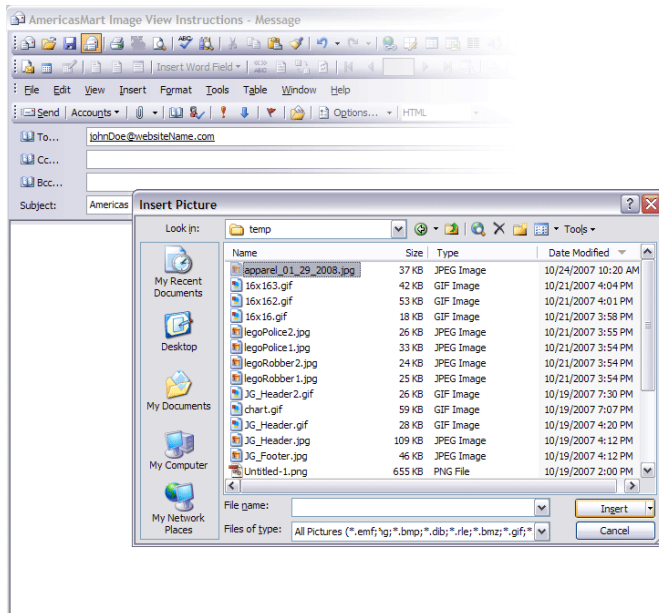 AmericasMart Image View Instructions - Message
Insert Word Field
File Edit View Insert Format Tools Table Window Help
Send Accounts Options... HTML
To... johnDoe@websiteName.com
Cc...
Bcc...
Subject: Americas
Insert Picture
Look in: temp Tools
Name Size Type Date Modified
apparel_01_29_2008.jpg 37 KB JPEG Image 10/24/2007 10:20 AM
16x163.gif 42 KB GIF Image 10/21/2007 4:04 PM
16x162.gif 53 KB GIF Image 10/21/2007 4:01 PM
16x16.gif 18 KB GIF Image 10/21/2007 3:58 PM
legoPolice2.jpg 26 KB JPEG Image 10/21/2007 3:55 PM
legoPolice1.jpg 33 KB JPEG Image 10/21/2007 3:54 PM
legoRobber2.jpg 24 KB JPEG Image 10/21/2007 3:54 PM
legoRobber1.jpg 25 KB JPEG Image 10/21/2007 3:54 PM
JG_Header2.gif 26 KB GIF Image 10/19/2007 7:30 PM
chart.gif 59 KB GIF Image 10/19/2007 7:07 PM
JG_Header.gif 28 KB GIF Image 10/19/2007 4:20 PM
JG_Header.jpg 109 KB JPEG Image 10/19/2007 4:12 PM
JG_Footer.jpg 46 KB JPEG Image 10/19/2007 4:12 PM
Untitled-1.png 655 KB PNG File 10/19/2007 2:00 PM
My Recent
Documents
Desktop
My Documents
My Computer
My Network
Places
File name: Insert
Files of type: All Pictures (*.emf;*.bmp;*.dib;*.rle;*.bmz;*.gif;* Cancel